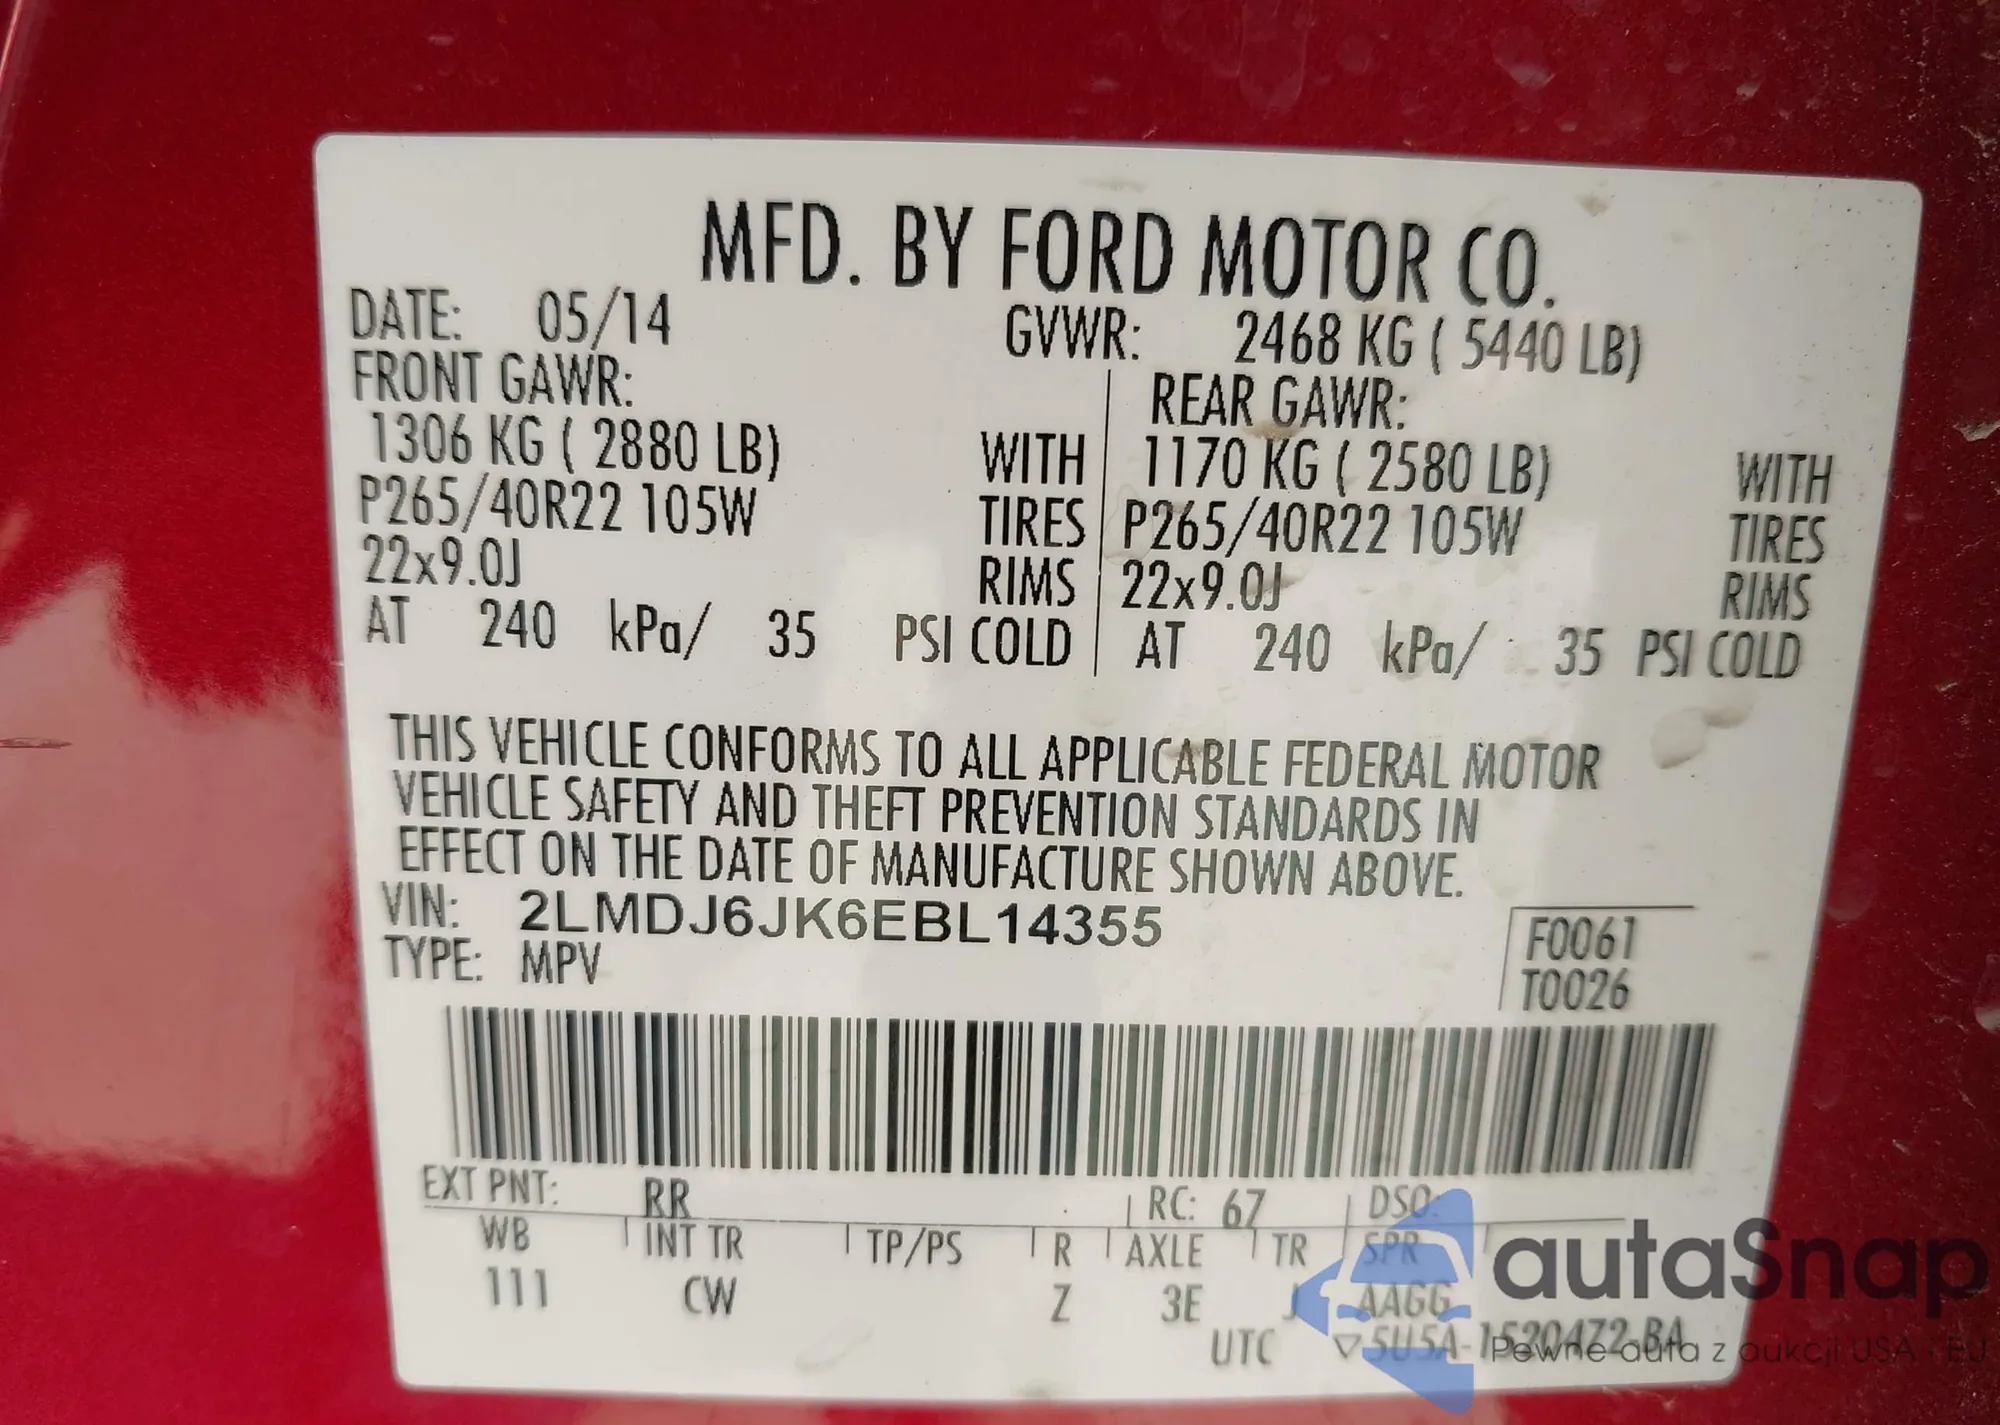 MFD. BY FORD MOTOR CO.
DATE: 05/14 GVWR: 2468 KG ( 5440 LB)
FRONT GAWR: REAR GAWR:
1306 KG ( 2880 LB) WITH 1170 KG ( 2580 LB) WITH
P265/40R22 105W TIRES P265/40R22 105W TIRES
22x9.0J RIMS 22x9.0J RIMS
AT 240 kPa/ 35 PSI COLD AT 240 kPa/ 35 PSI COLD
THIS VEHICLE CONFORMS TO ALL APPLICABLE FEDERAL MOTOR
VEHICLE SAFETY AND THEFT PREVENTION STANDARDS IN
EFFECT ON THE DATE OF MANUFACTURE SHOWN ABOVE.
VIN: 2LMDJ6JK6EBL14355
TYPE: MPV
F0061
T0026
EXT PNT: RR RC: 67 DSO:
WB INT TR TP/PS R AXLE TR SPR
111 CW Z 3E J AAGG
UTC ▽5U5A-15204Z2-BA
autaSnap
Pewne auta z aukcji USA i EU